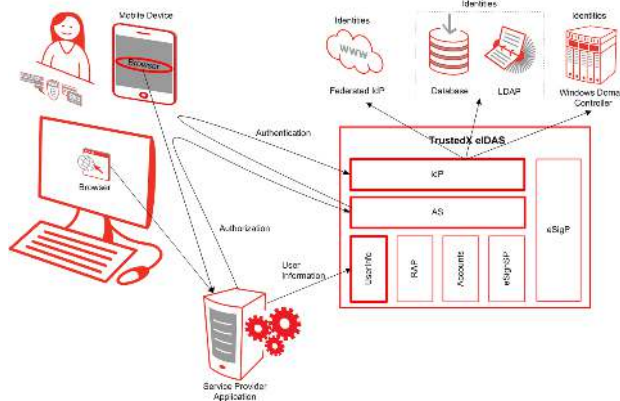 Mobile Device
Browser
Browser
Identities
WWW
Federated IdP
Identities
Database
LDAP
Identities
Windows Domain
Controller
Authentication
Authorization
User
Information
TrustedX eIDAS
IdP
AS
UserInfo
RAP
Accounts
eSignSP
eSigP
Service Provider
Application